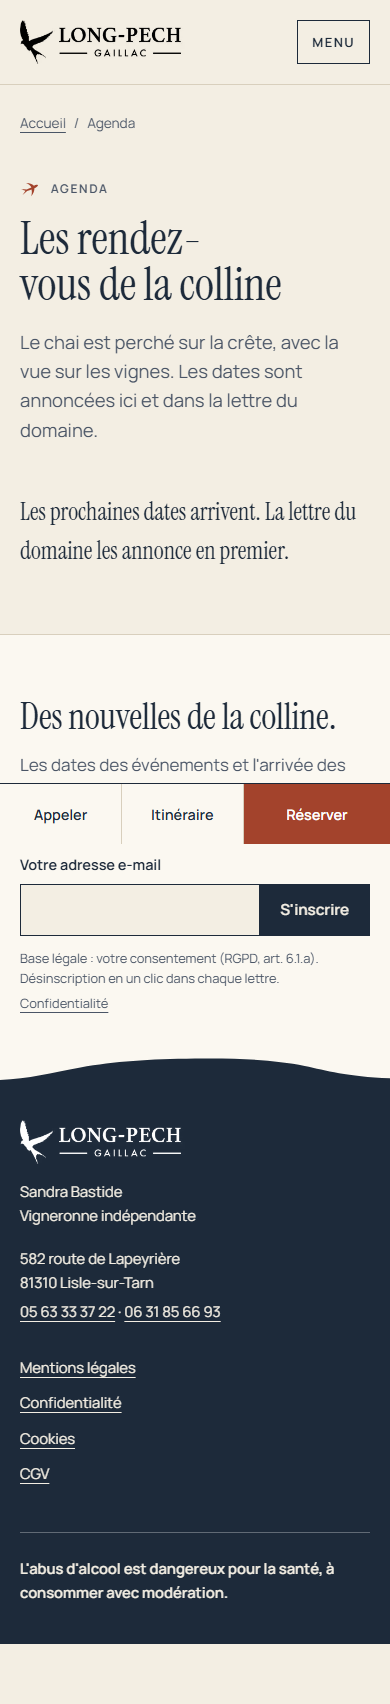 LONG-PECH
GAILLAC
MENU
Accueil / Agenda
AGENDA
Les rendez-
vous de la colline
Le chai est perché sur la crête, avec la
vue sur les vignes. Les dates sont
annoncées ici et dans la lettre du
domaine.
Les prochaines dates arrivent. La lettre du
domaine les annonce en premier.
Des nouvelles de la colline.
Les dates des événements et l'arrivée des
Appeler
Itinéraire
Réserver
Votre adresse e-mail
S'inscrire
Base légale : votre consentement (RGPD, art. 6.1.a).
Désinscription en un clic dans chaque lettre.
Confidentialité
LONG-PECH
GAILLAC
Sandra Bastide
Vigneronne indépendante
582 route de Lapeyrière
81310 Lisle-sur-Tarn
05 63 33 37 22 · 06 31 85 66 93
Mentions légales
Confidentialité
Cookies
CGV
L'abus d'alcool est dangereux pour la santé, à
consommer avec modération.